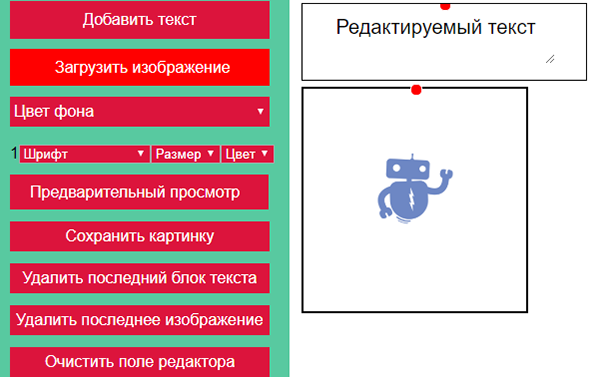 Добавить текст
Загрузить изображение
Цвет фона
1 Шрифт Размер Цвет
Предварительный просмотр
Сохранить картинку
Удалить последний блок текста
Удалить последнее изображение
Очистить поле редактора
Редактируемый текст